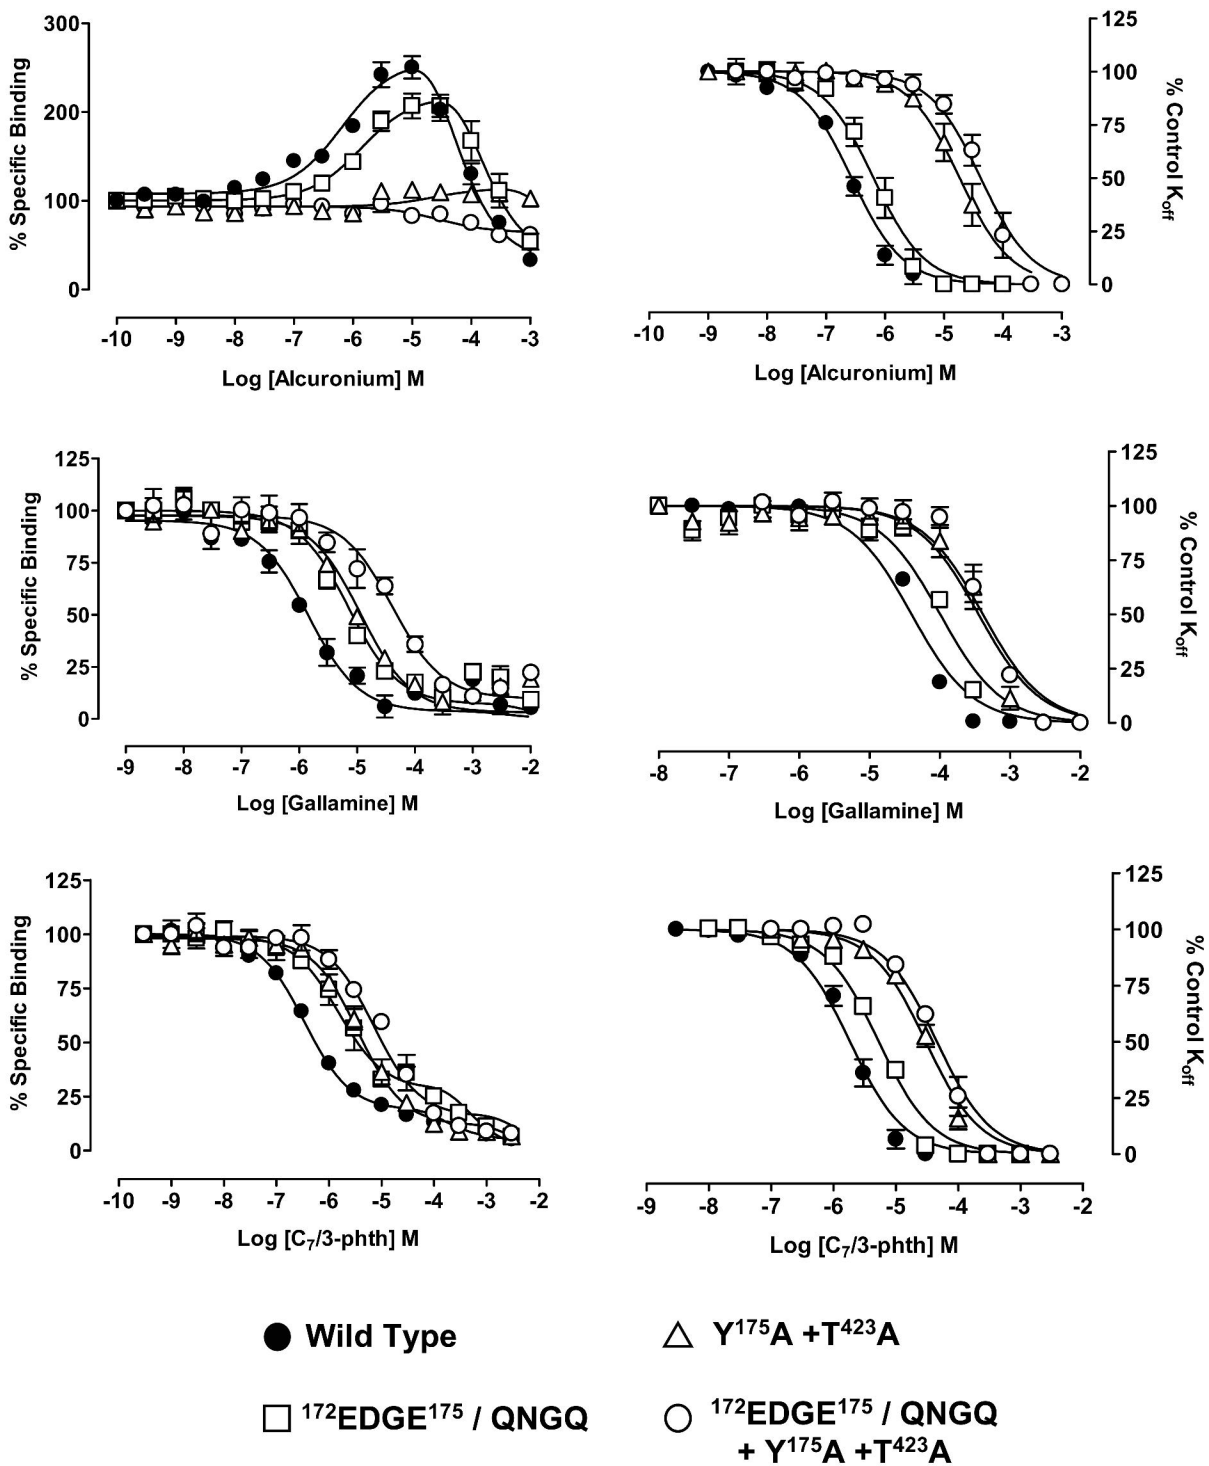 300
200
100
0
% Specific Binding
-10 -9 -8 -7 -6 -5 -4 -3
Log [Alcuronium] M
125
100
75
50
25
0
% Control Koff
-10 -9 -8 -7 -6 -5 -4 -3
Log [Alcuronium] M
125
100
75
50
25
0
% Specific Binding
-9 -8 -7 -6 -5 -4 -3 -2
Log [Gallamine] M
125
100
75
50
25
0
% Control Koff
-8 -7 -6 -5 -4 -3 -2
Log [Gallamine] M
125
100
75
50
25
0
% Specific Binding
-10 -9 -8 -7 -6 -5 -4 -3 -2
Log [C₇/3-phth] M
125
100
75
50
25
0
% Control Koff
-9 -8 -7 -6 -5 -4 -3 -2
Log [C₇/3-phth] M
Wild Type
Y¹⁷⁵A +T⁴²³A
¹⁷²EDGE¹⁷⁵ / QNGQ
¹⁷²EDGE¹⁷⁵ / QNGQ
+ Y¹⁷⁵A +T⁴²³A